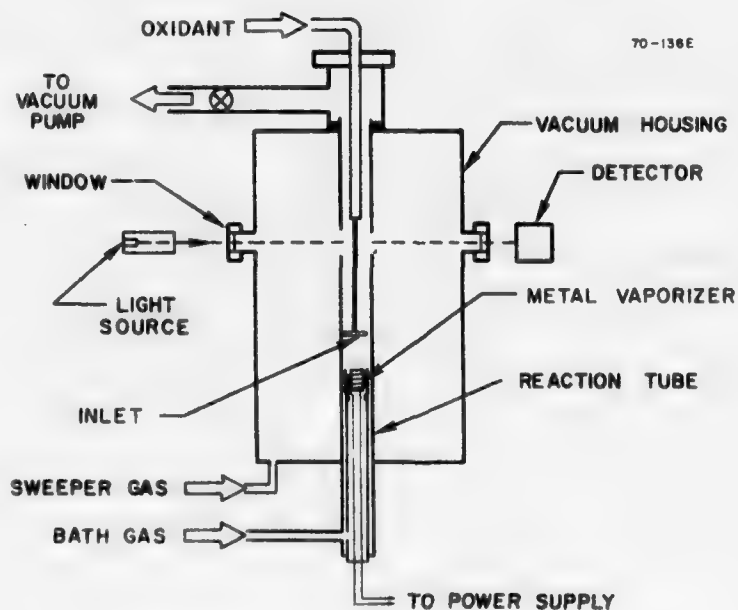 OXIDANT
70-136E
TO
VACUUM
PUMP
VACUUM HOUSING
WINDOW
DETECTOR
LIGHT
SOURCE
METAL VAPORIZER
REACTION TUBE
INLET
SWEEPER GAS
BATH GAS
TO POWER SUPPLY